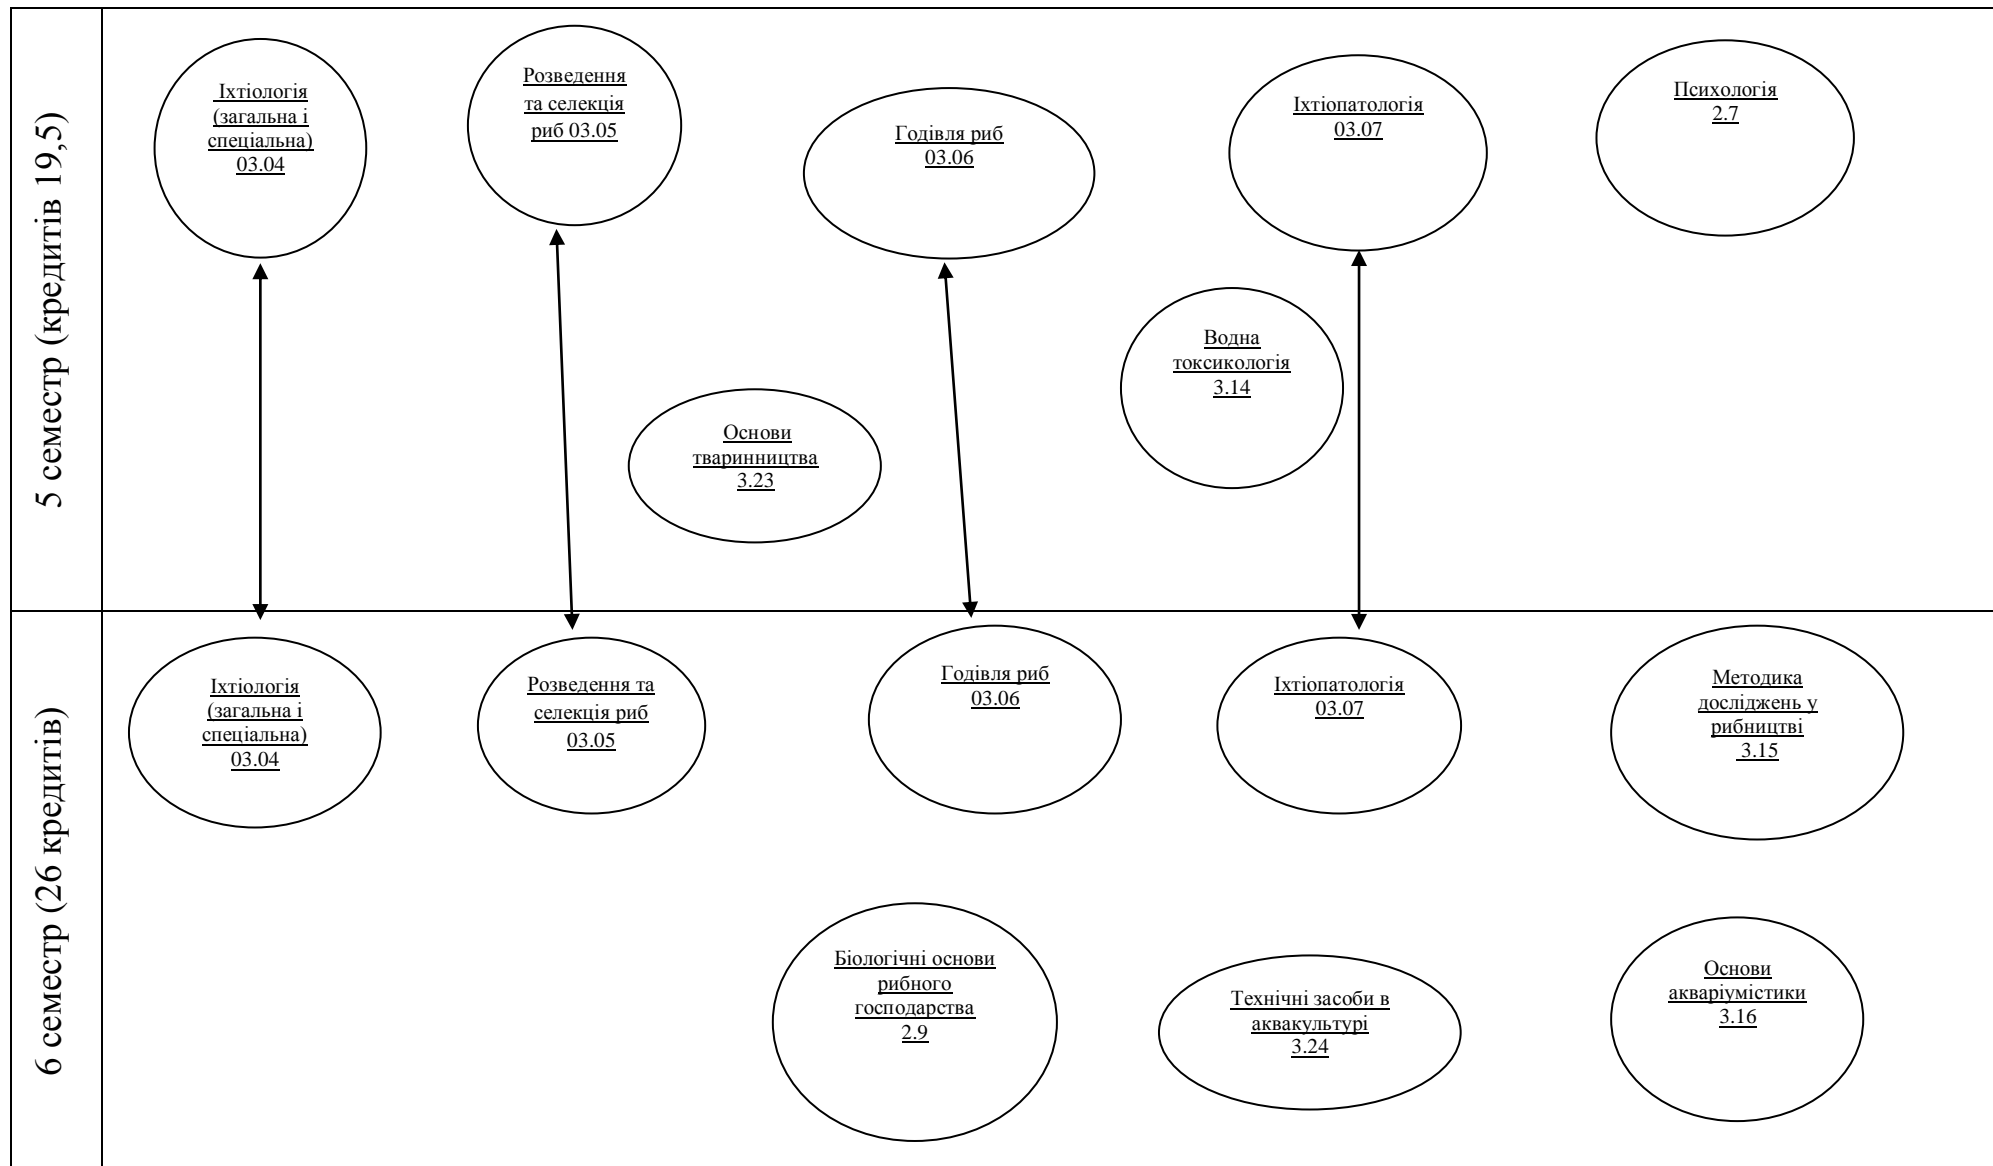 5 семестр (кредитів 19,5)
Іхтіологія
(загальна і
спеціальна)
03.04
Розведення
та селекція
риб 03.05
Годівля риб
03.06
Іхтіопатологія
03.07
Психологія
2.7
Водна
токсикологія
3.14
Основи
тваринництва
3.23
6 семестр (26 кредитів)
Іхтіологія
(загальна і
спеціальна)
03.04
Розведення та
селекція риб
03.05
Годівля риб
03.06
Іхтіопатологія
03.07
Методика
досліджень у
рибництві
3.15
Біологічні основи
рибного
господарства
2.9
Технічні засоби в
аквакультурі
3.24
Основи
акваріумістики
3.16